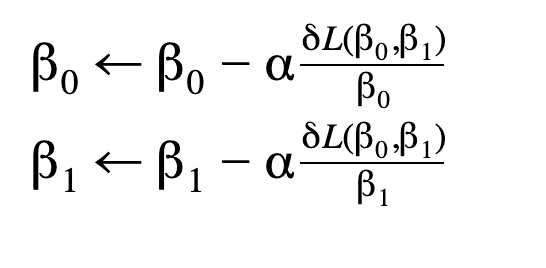 β₀ ← β₀ − α δL(β₀,β₁)/β₀
β₁ ← β₁ − α δL(β₀,β₁)/β₁